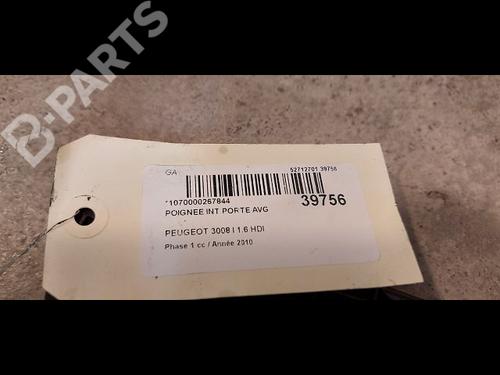 B-PARTS
GA
52712701 39756
*1070000267844
39756
POIGNEE INT PORTE AVG
PEUGEOT 3008 I 1.6 HDI
Phase 1 cc / Année 2010